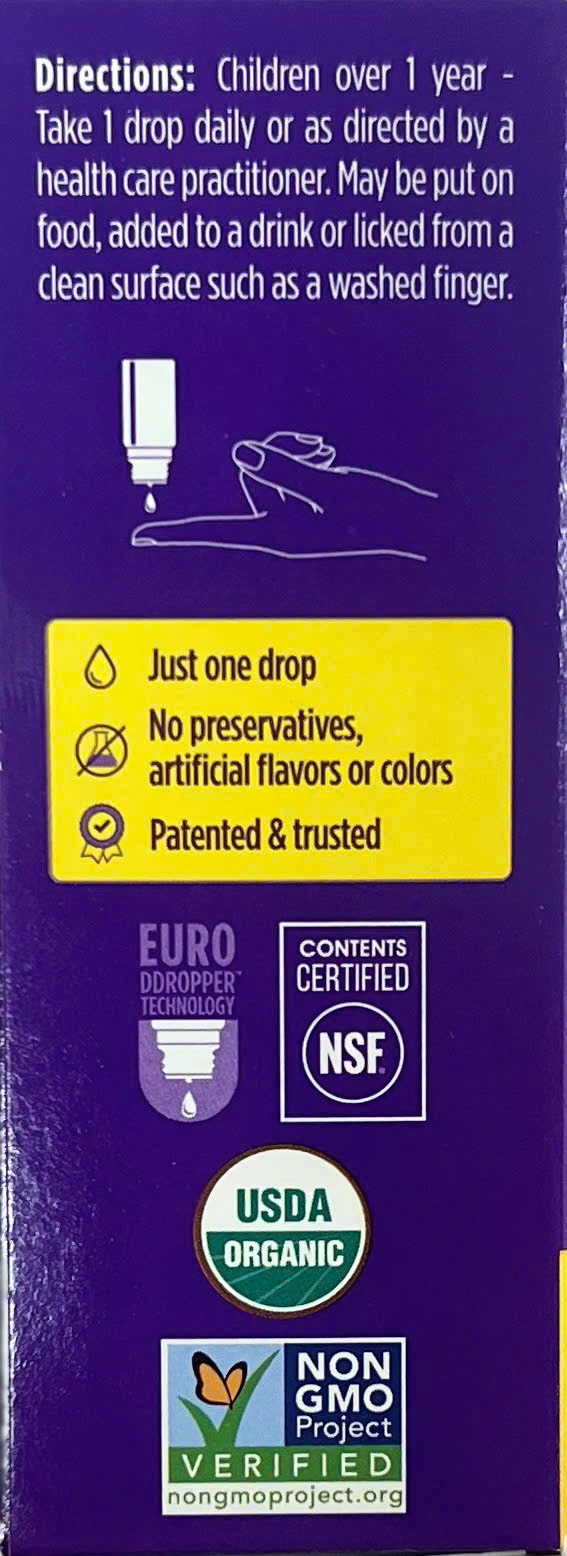 Directions: Children over 1 year -
Take 1 drop daily or as directed by a
health care practitioner. May be put on
food, added to a drink or licked from a
clean surface such as a washed finger.
Just one drop
No preservatives,
artificial flavors or colors
Patented & trusted
EURO
DDROPPER™
TECHNOLOGY
CONTENTS
CERTIFIED
NSF®
USDA
ORGANIC
NON
GMO
Project
VERIFIED
nongmoproject.org